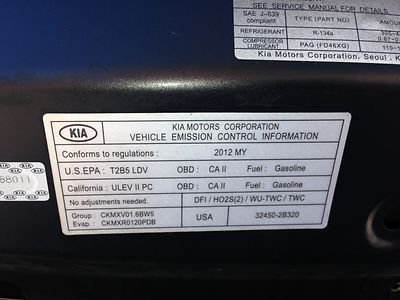 SEE SERVICE MANUAL FOR DETAILS
SAE J-639 compliant TYPE (PART NO)
REFRIGERANT R-134a
COMPRESSOR LUBRICANT PAG (FD46XG)
Kia Motors Corporation, Seoul,
KIA
KIA MOTORS CORPORATION
VEHICLE EMISSION CONTROL INFORMATION
Conforms to regulations : 2012 MY
U.S.EPA : T2B5 LDV OBD : CA II Fuel : Gasoline
California : ULEV II PC OBD : CA II Fuel : Gasoline
No adjustments needed. DFI / HO2S(2) / WU-TWC / TWC
Group : CKMXV01.6BW5
Evap. : CKMXR0120PDB
USA 32450-2B320
68011